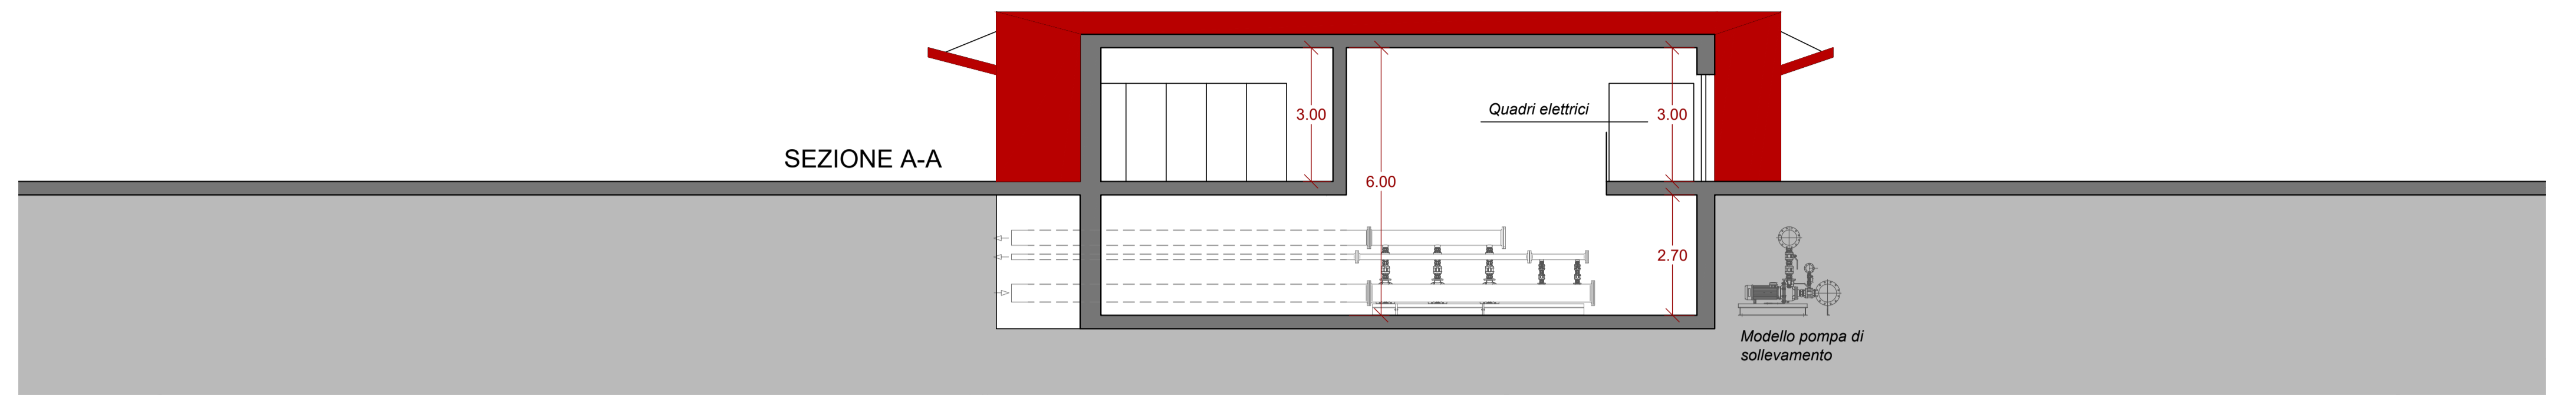 Quadri elettrici
3.00
3.00
SEZIONE A-A
6.00
2.70
Modello pompa di
sollevamento